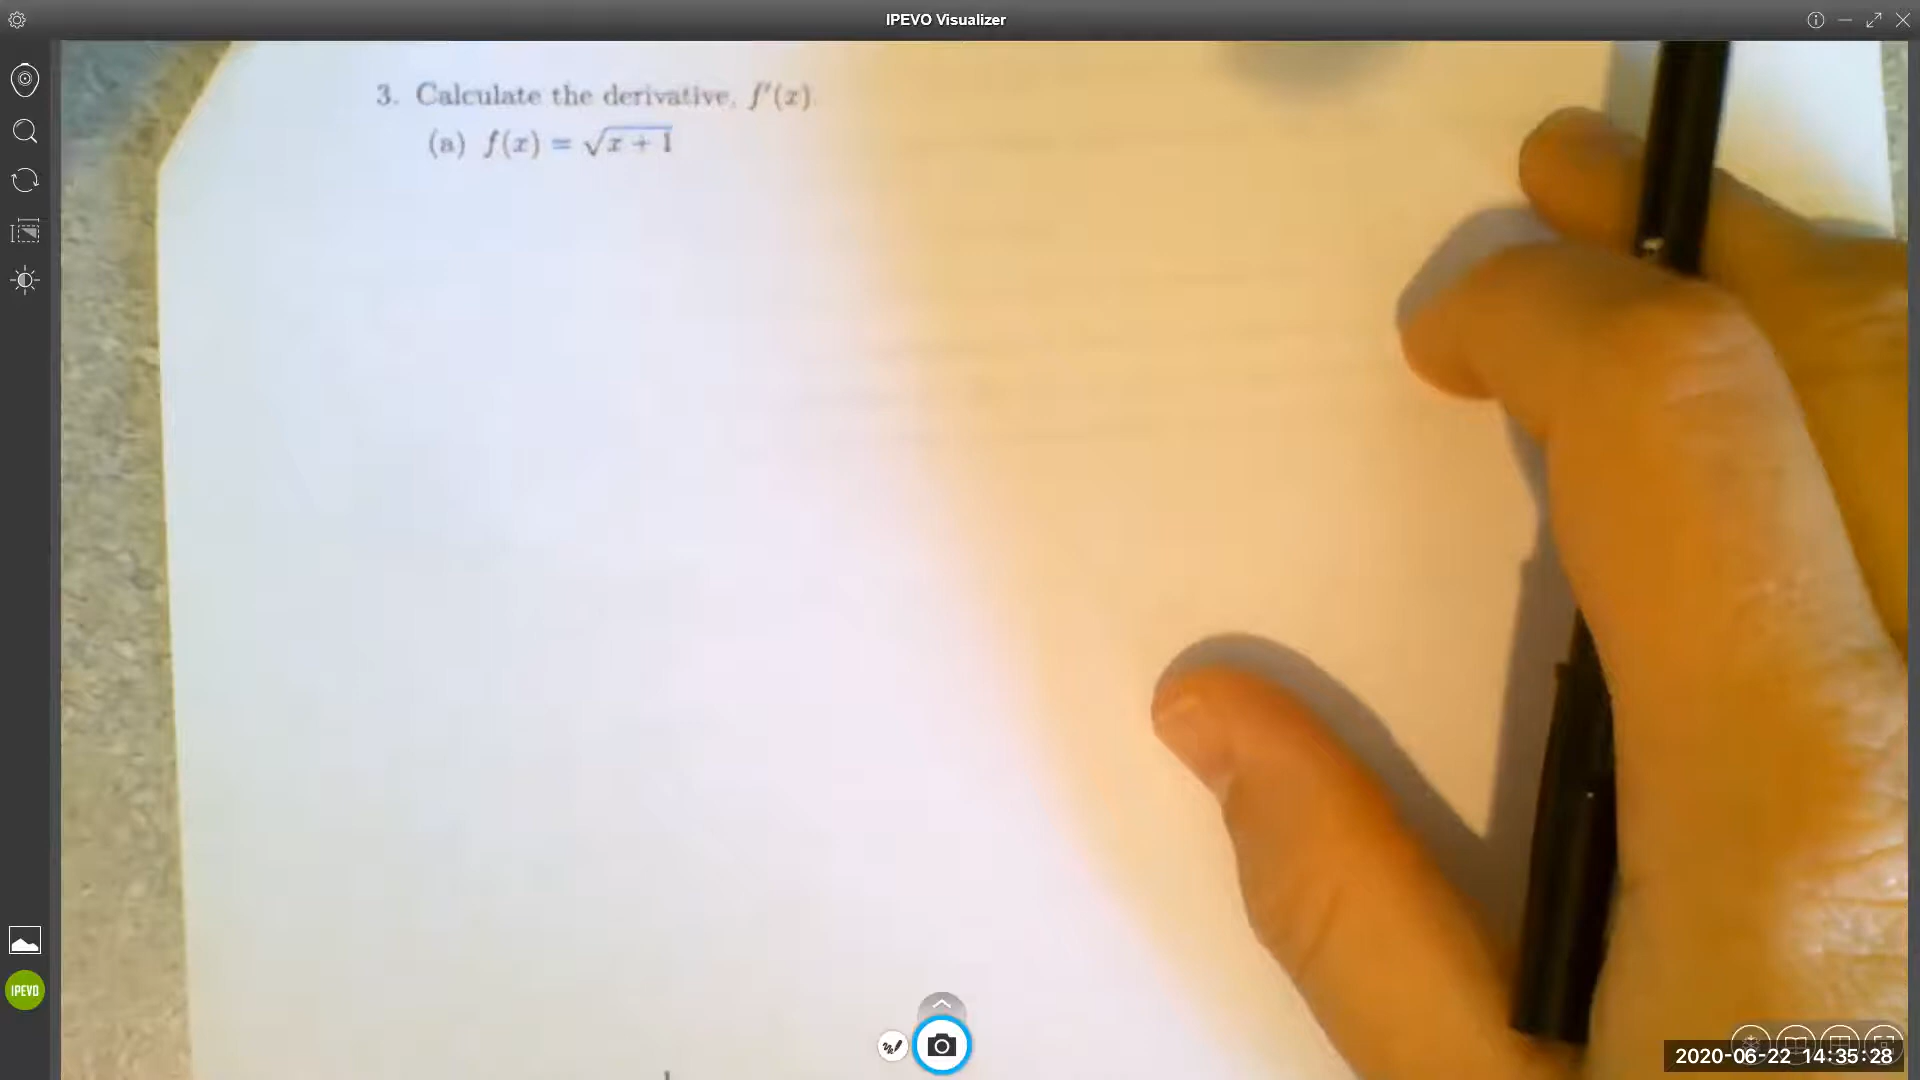 IPEVO Visualizer
3. Calculate the derivative, f'(x)
(a) f(x) = √x + 1
IPEVO
2020-06-22 14:35:28